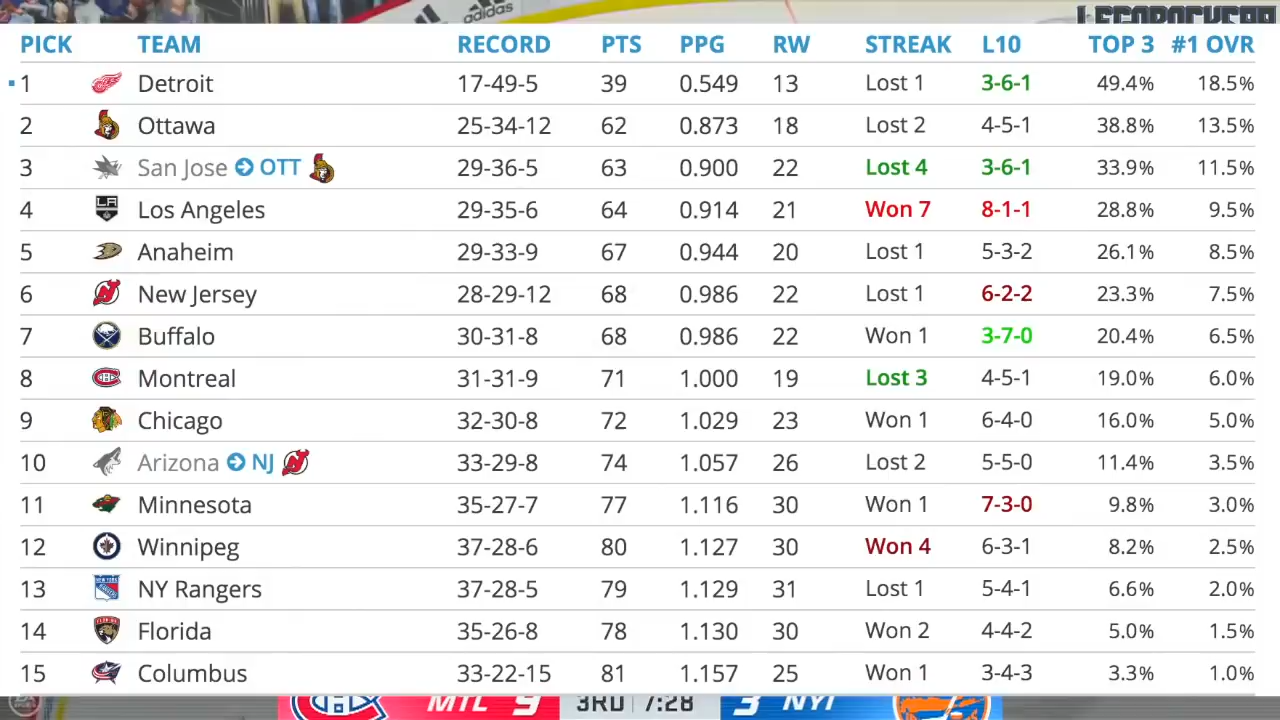 adidas
PICK TEAM RECORD PTS PPG RW STREAK L10 TOP 3 #1 OVR
1 Detroit 17-49-5 39 0.549 13 Lost 1 3-6-1 49.4% 18.5%
2 Ottawa 25-34-12 62 0.873 18 Lost 2 4-5-1 38.8% 13.5%
3 San Jose OTT 29-36-5 63 0.900 22 Lost 4 3-6-1 33.9% 11.5%
4 Los Angeles 29-35-6 64 0.914 21 Won 7 8-1-1 28.8% 9.5%
5 Anaheim 29-33-9 67 0.944 20 Lost 1 5-3-2 26.1% 8.5%
6 New Jersey 28-29-12 68 0.986 22 Lost 1 6-2-2 23.3% 7.5%
7 Buffalo 30-31-8 68 0.986 22 Won 1 3-7-0 20.4% 6.5%
8 Montreal 31-31-9 71 1.000 19 Lost 3 4-5-1 19.0% 6.0%
9 Chicago 32-30-8 72 1.029 23 Won 1 6-4-0 16.0% 5.0%
10 Arizona NJ 33-29-8 74 1.057 26 Lost 2 5-5-0 11.4% 3.5%
11 Minnesota 35-27-7 77 1.116 30 Won 1 7-3-0 9.8% 3.0%
12 Winnipeg 37-28-6 80 1.127 30 Won 4 6-3-1 8.2% 2.5%
13 NY Rangers 37-28-5 79 1.129 31 Lost 1 5-4-1 6.6% 2.0%
14 Florida 35-26-8 78 1.130 30 Won 2 4-4-2 5.0% 1.5%
15 Columbus 33-22-15 81 1.157 25 Won 1 3-4-3 3.3% 1.0%
MTL 9 3RD 7:28 3 NYI